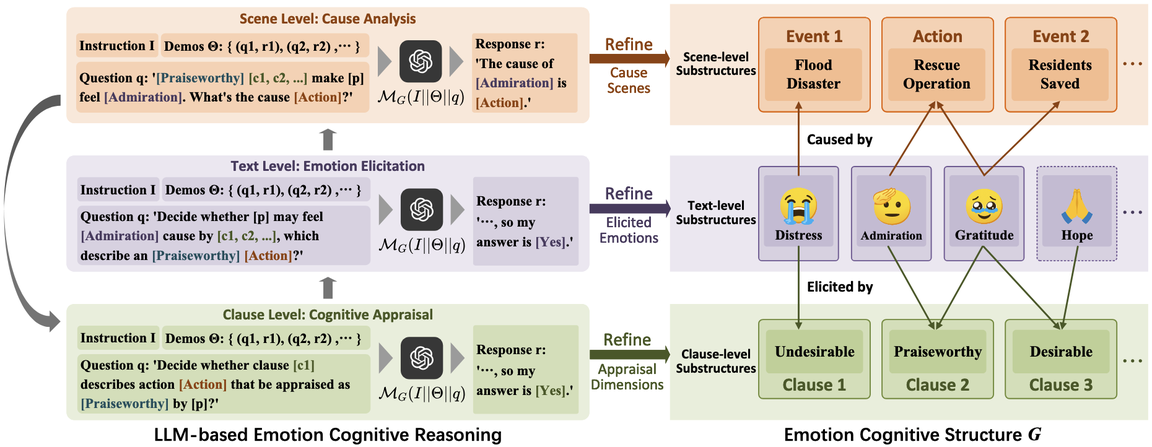 Scene Level: Cause Analysis
Instruction I
Demos Θ: { (q1, r1), (q2, r2) ,⋯ }
Question q: '[Praiseworthy] [c1, c2, ...] make [p]
feel [Admiration]. What's the cause [Action]?'
M_G(I||Θ||q)
Response r:
'The cause of
[Admiration] is
[Action].'
Text Level: Emotion Elicitation
Instruction I
Demos Θ: { (q1, r1), (q2, r2) ,⋯ }
Question q: 'Decide whether [p] may feel
[Admiration] cause by [c1, c2, ...], which
describe an [Praiseworthy] [Action]?'
M_G(I||Θ||q)
Response r:
'⋯, so my
answer is [Yes].'
Clause Level: Cognitive Appraisal
Instruction I
Demos Θ: { (q1, r1), (q2, r2) ,⋯ }
Question q: 'Decide whether clause [c1]
describes action [Action] that be appraised as
[Praiseworthy] by [p]?'
M_G(I||Θ||q)
Response r:
'⋯, so my
answer is [Yes].'
LLM-based Emotion Cognitive Reasoning
Refine
Cause
Scenes
Refine
Elicited
Emotions
Refine
Appraisal
Dimensions
Scene-level
Substructures
Event 1
Flood
Disaster
Action
Rescue
Operation
Event 2
Residents
Saved
⋯
Caused by
Text-level
Substructures
Distress
Admiration
Gratitude
Hope
⋯
Elicited by
Clause-level
Substructures
Undesirable
Clause 1
Praiseworthy
Clause 2
Desirable
Clause 3
⋯
Emotion Cognitive Structure G